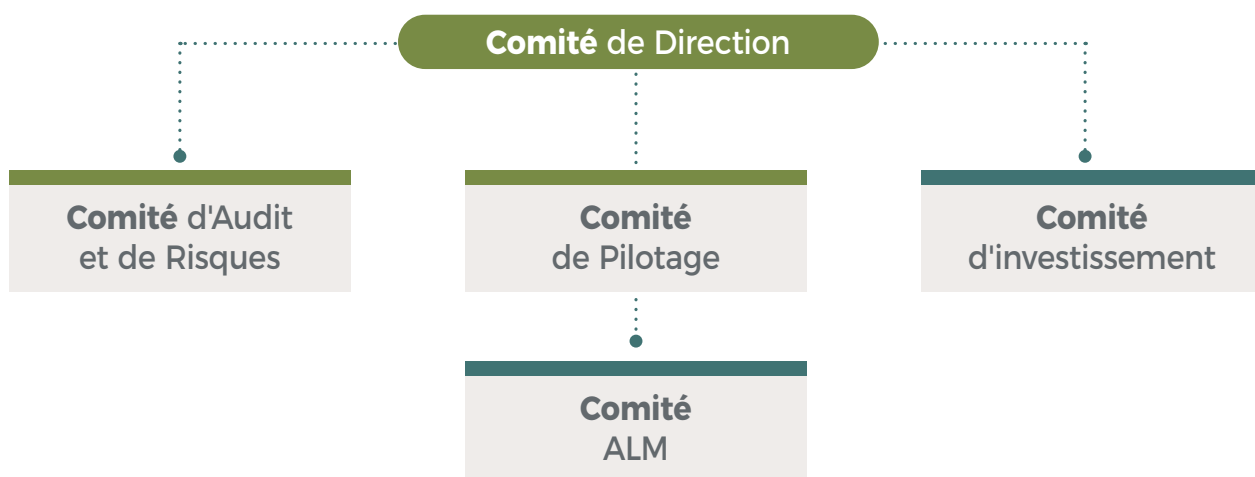 Comité de Direction
Comité d'Audit
et de Risques
Comité
de Pilotage
Comité
d'investissement
Comité
ALM